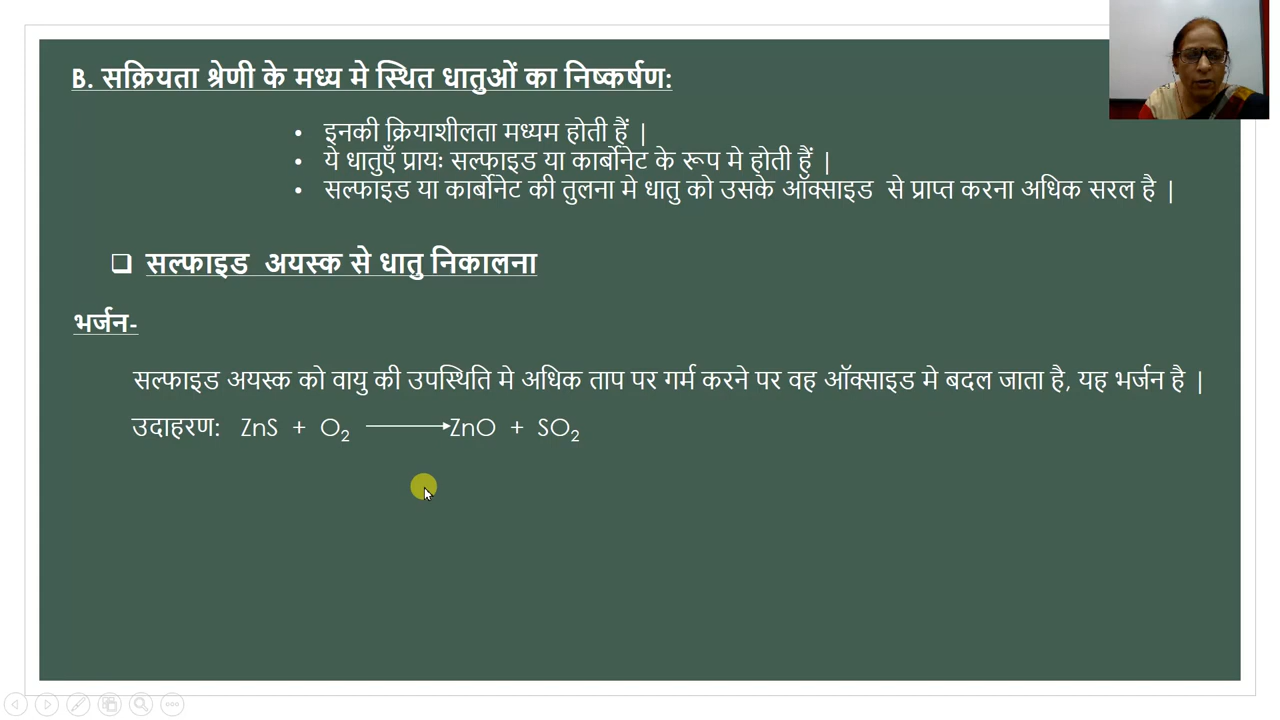 B. सक्रियता श्रेणी के मध्य मे स्थित धातुओं का निष्कर्षण:
• इनकी क्रियाशीलता मध्यम होती हैं |
• ये धातुएँ प्रायः सल्फाइड या कार्बोनेट के रूप मे होती हैं |
• सल्फाइड या कार्बोनेट की तुलना मे धातु को उसके ऑक्साइड से प्राप्त करना अधिक सरल है |
❑ सल्फाइड अयस्क से धातु निकालना
भर्जन-
सल्फाइड अयस्क को वायु की उपस्थिति मे अधिक ताप पर गर्म करने पर वह ऑक्साइड मे बदल जाता है, यह भर्जन है |
उदाहरण: ZnS + O₂ ⟶ ZnO + SO₂